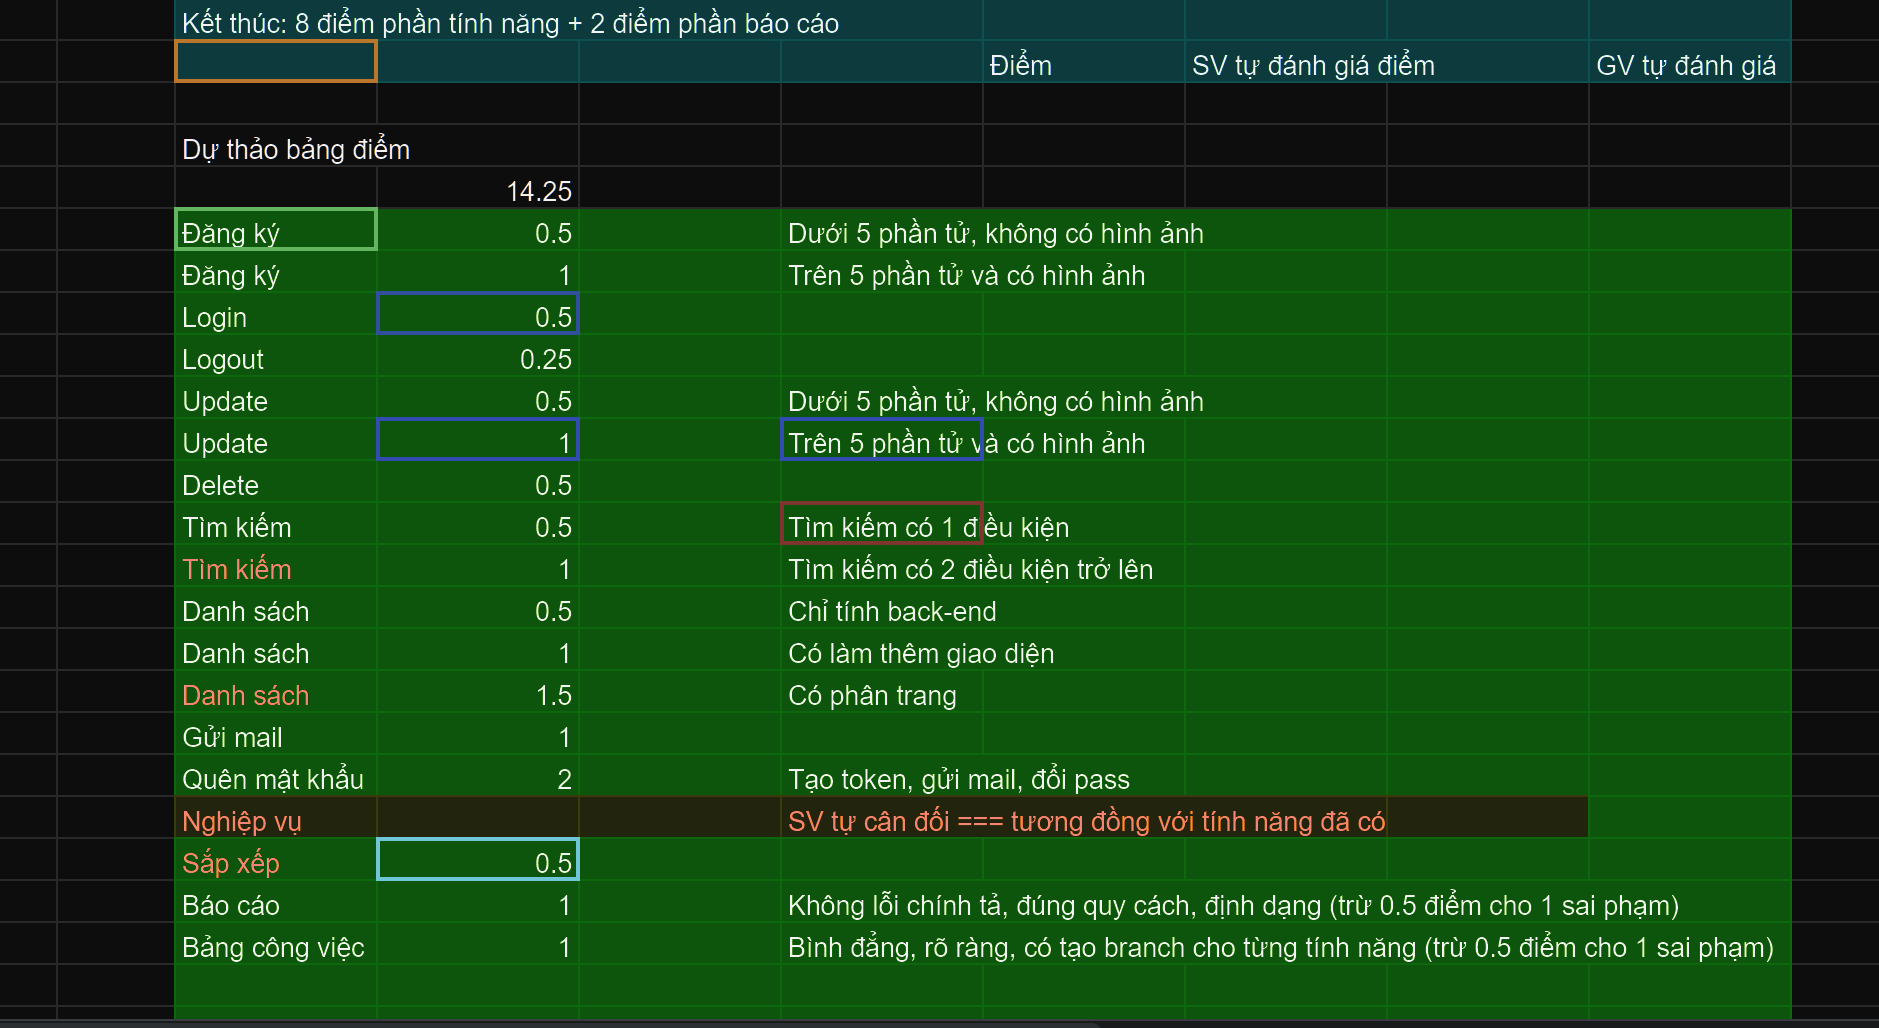 Kết thúc: 8 điểm phần tính năng + 2 điểm phần báo cáo
Điểm SV tự đánh giá điểm GV tự đánh giá
Dự thảo bảng điểm
14.25
Đăng ký 0.5 Dưới 5 phần tử, không có hình ảnh
Đăng ký 1 Trên 5 phần tử và có hình ảnh
Login 0.5
Logout 0.25
Update 0.5 Dưới 5 phần tử, không có hình ảnh
Update 1 Trên 5 phần tử và có hình ảnh
Delete 0.5
Tìm kiếm 0.5 Tìm kiếm có 1 điều kiện
Tìm kiếm 1 Tìm kiếm có 2 điều kiện trở lên
Danh sách 0.5 Chỉ tính back-end
Danh sách 1 Có làm thêm giao diện
Danh sách 1.5 Có phân trang
Gửi mail 1
Quên mật khẩu 2 Tạo token, gửi mail, đổi pass
Nghiệp vụ SV tự cân đối === tương đồng với tính năng đã có
Sắp xếp 0.5
Báo cáo 1 Không lỗi chính tả, đúng quy cách, định dạng (trừ 0.5 điểm cho 1 sai phạm)
Bảng công việc 1 Bình đẳng, rõ ràng, có tạo branch cho từng tính năng (trừ 0.5 điểm cho 1 sai phạm)